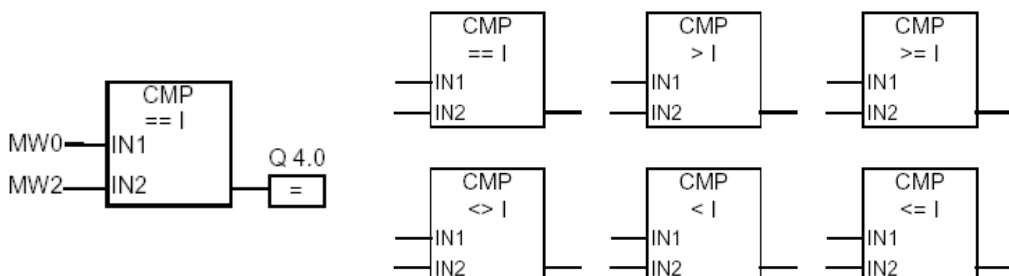 CMP
== I
MW0 IN1
MW2 IN2
Q 4.0
=
CMP
== I
IN1
IN2
CMP
> I
IN1
IN2
CMP
>= I
IN1
IN2
CMP
<> I
IN1
IN2
CMP
< I
IN1
IN2
CMP
<= I
IN1
IN2